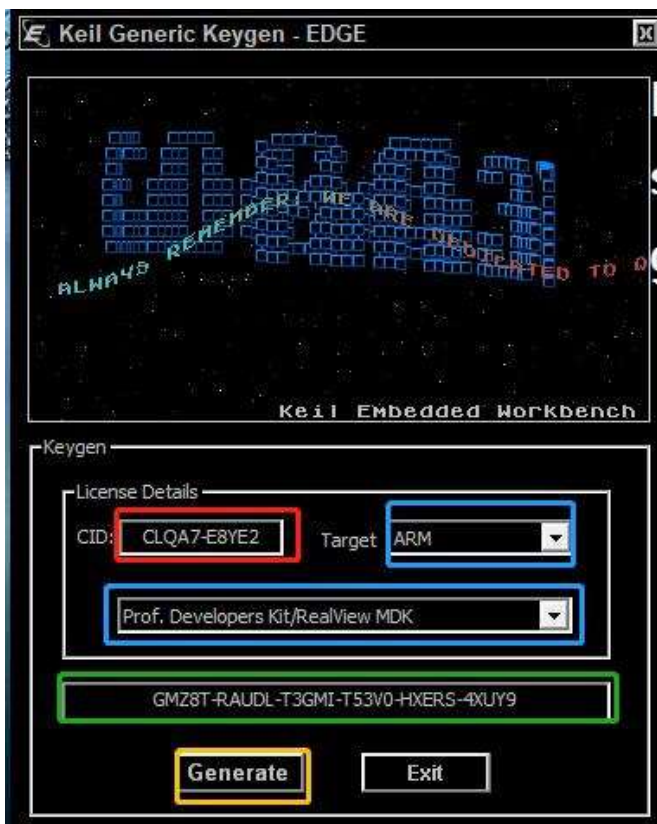 Keil Generic Keygen - EDGE
ALWAYS REMEMBER: WE ARE DEDICATED TO
Keil Embedded Workbench
Keygen
License Details
CID: CLQA7-E8YE2 Target ARM
Prof. Developers Kit/RealView MDK
GMZ8T-RAUDL-T3GMI-T53V0-HXERS-4XUY9
Generate Exit